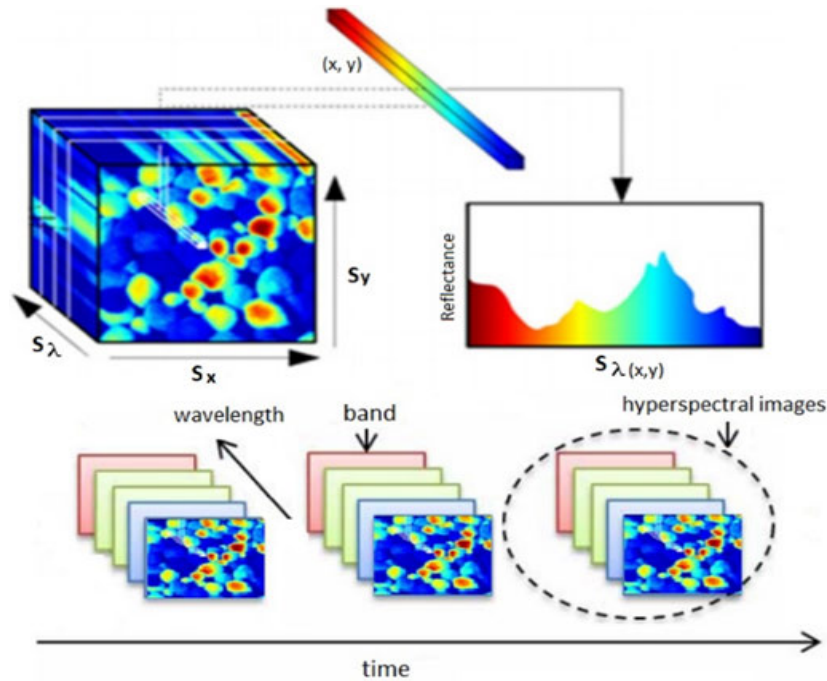 (x, y)
Sy
Sλ
Sx
Reflectance
Sλ(x,y)
wavelength
band
hyperspectral images
time